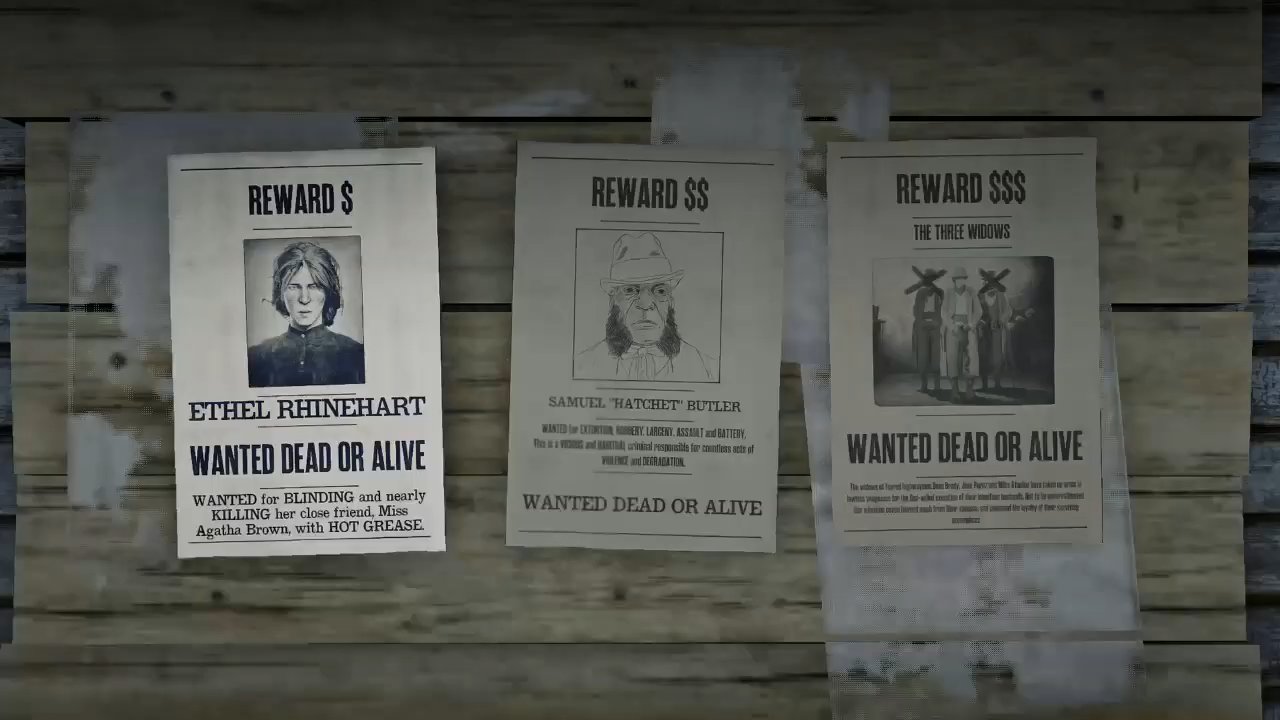 REWARD $
ETHEL RHINEHART
WANTED DEAD OR ALIVE
WANTED for BLINDING and nearly
KILLING her close friend, Miss
Agatha Brown, with HOT GREASE.
REWARD $$
SAMUEL "HATCHET" BUTLER
WANTED for EXTORTION, ROBBERY, LARCENY, ASSAULT and BATTERY.
This is a VICIOUS and HABITUAL criminal responsible for countless acts of
VIOLENCE and DEGRADATION.
WANTED DEAD OR ALIVE
REWARD $$$
THE THREE WIDOWS
WANTED DEAD OR ALIVE
The widows of